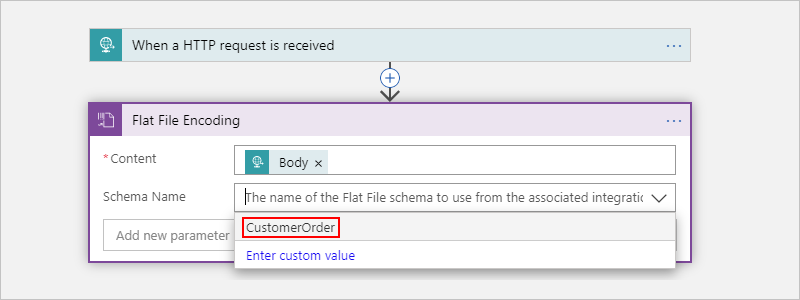 When a HTTP request is received
...
Flat File Encoding
...
* Content
Body ×
Schema Name
The name of the Flat File schema to use from the associated integratio
Add new parameter
CustomerOrder
Enter custom value